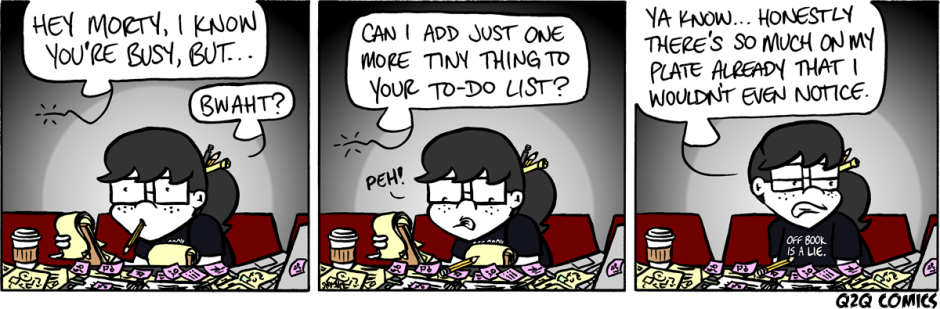 HEY MORTY, I KNOW
YOU'RE BUSY, BUT...
BWAHT?
CAN I ADD JUST ONE
MORE TINY THING TO
YOUR TO-DO LIST?
PEH!
YA KNOW... HONESTLY
THERE'S SO MUCH ON MY
PLATE ALREADY THAT I
WOULDN'T EVEN NOTICE.
OFF BOOK
IS A LIE.
Q2Q COMICS